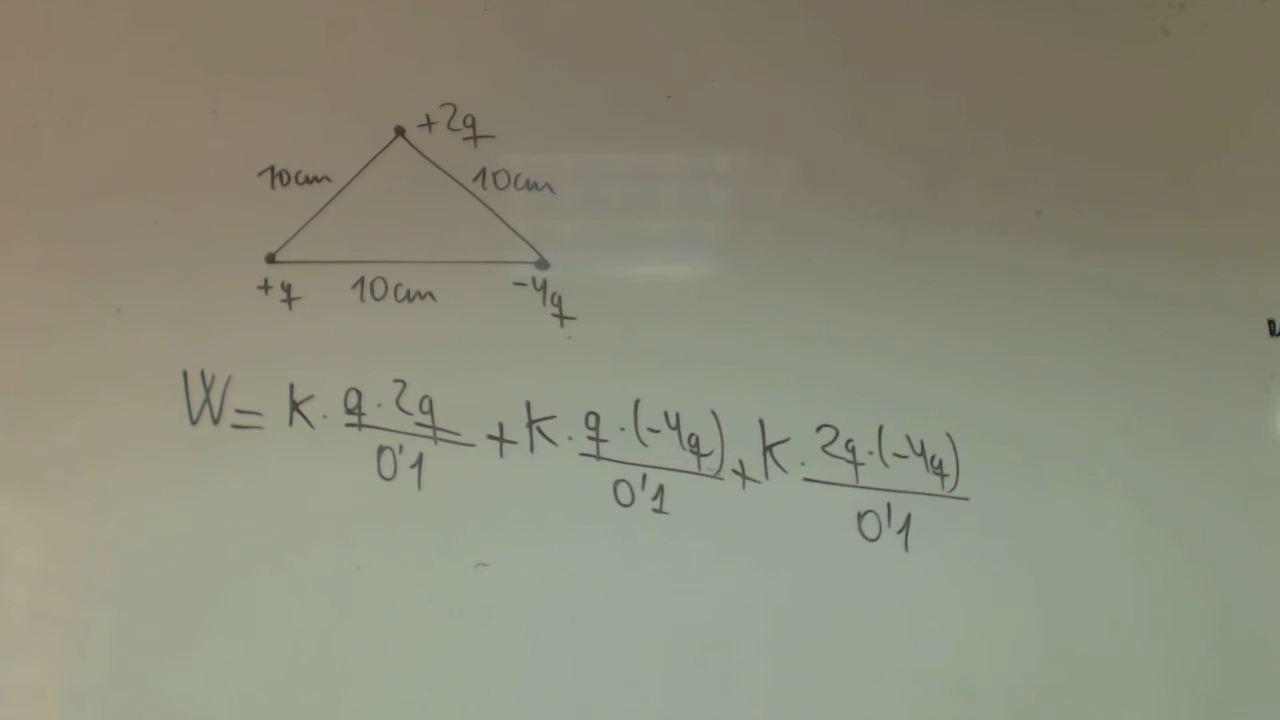 +2q
10cm 10cm
+q 10cm -4q
W = K · q · 2q / 0'1 + K · q · (-4q) / 0'1 + K · 2q · (-4q) / 0'1